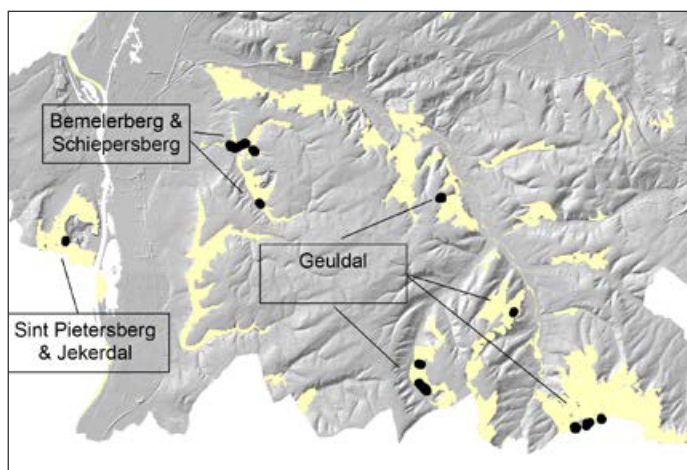 Bemelerberg &
Schiepersberg
Geuldal
Sint Pietersberg
& Jekerdal